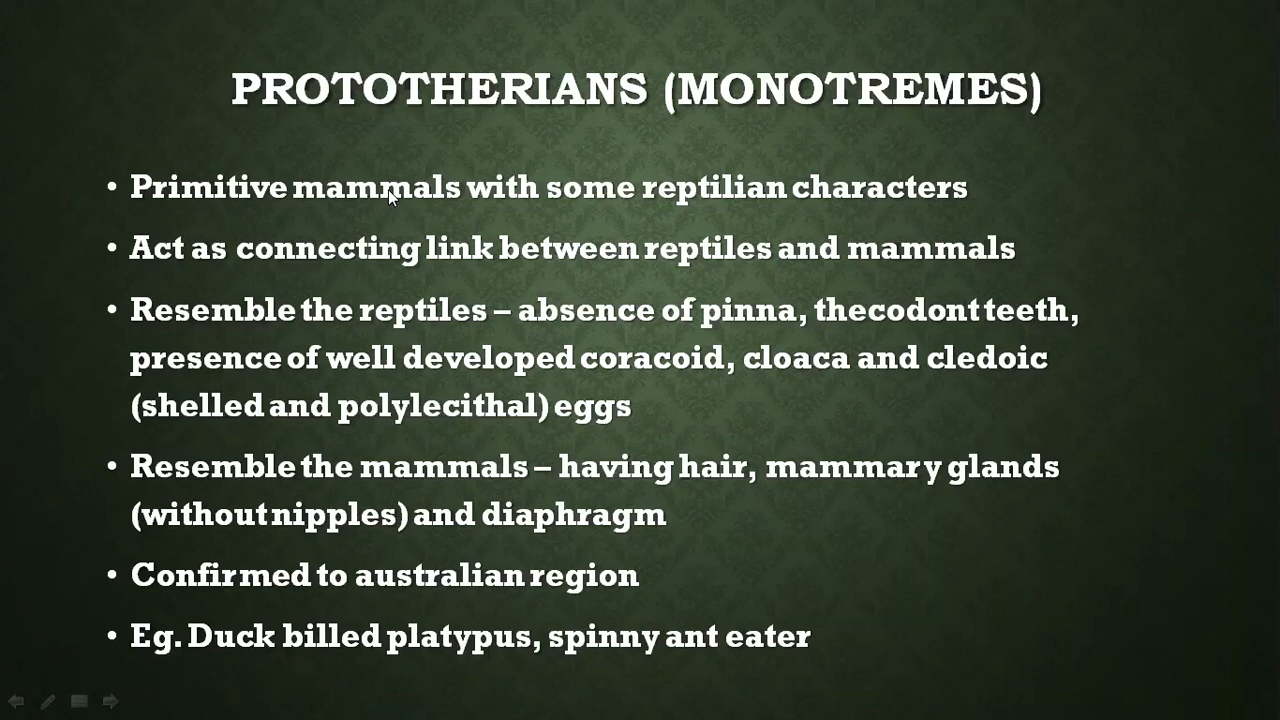 PROTOTHERIANS (MONOTREMES)
• Primitive mammals with some reptilian characters
• Act as connecting link between reptiles and mammals
• Resemble the reptiles – absence of pinna, thecodont teeth,
presence of well developed coracoid, cloaca and cledoic
(shelled and polylecithal) eggs
• Resemble the mammals – having hair, mammary glands
(without nipples) and diaphragm
• Confirmed to australian region
• Eg. Duck billed platypus, spinny ant eater